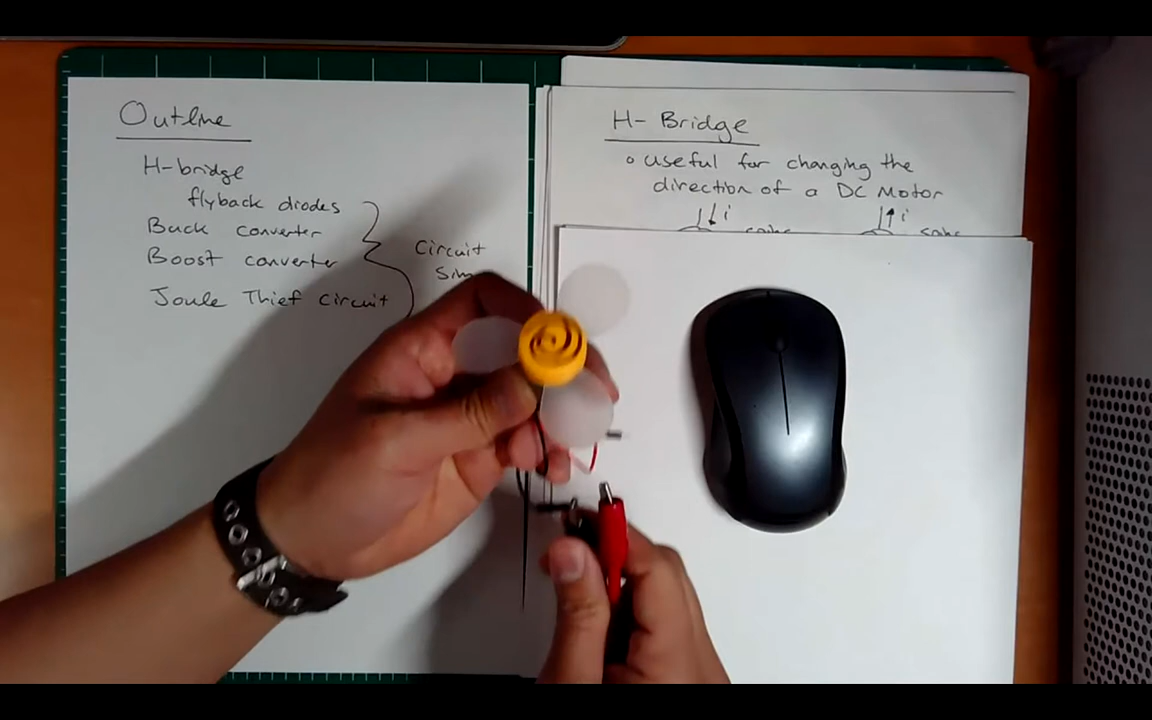 Outline
H-bridge
flyback diodes
Buck converter
Boost converter
Joule Thief circuit
Circuit
H-Bridge
◦ useful for changing the
direction of a DC Motor
i
i